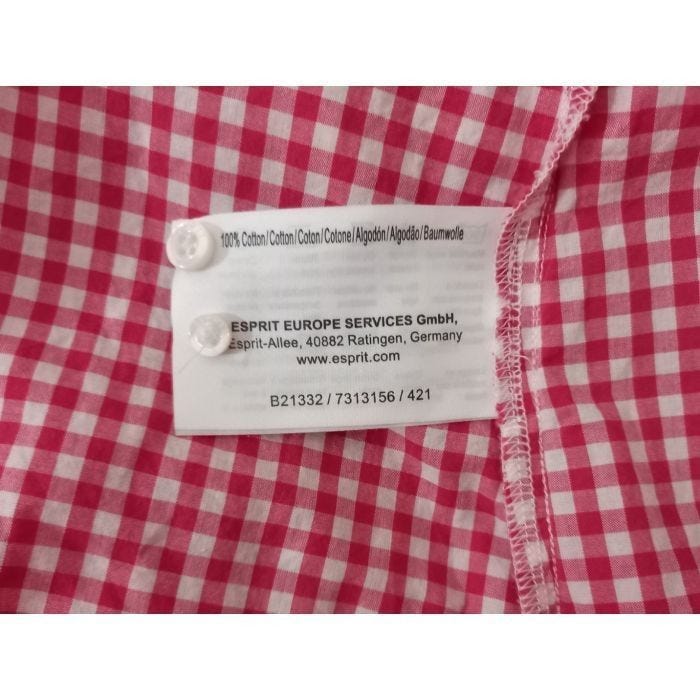 100% Cotton/Cotton/Coton/Cotone/Algodón/Algodão/Baumwolle
ESPRIT EUROPE SERVICES GmbH,
Esprit-Allee, 40882 Ratingen, Germany
www.esprit.com
B21332 / 7313156 / 421